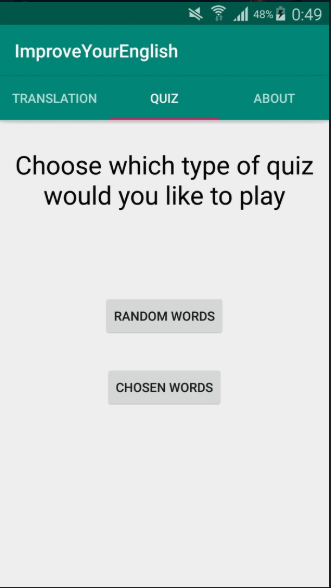 48% 0:49
ImproveYourEnglish
TRANSLATION QUIZ ABOUT
Choose which type of quiz
would you like to play
RANDOM WORDS
CHOSEN WORDS